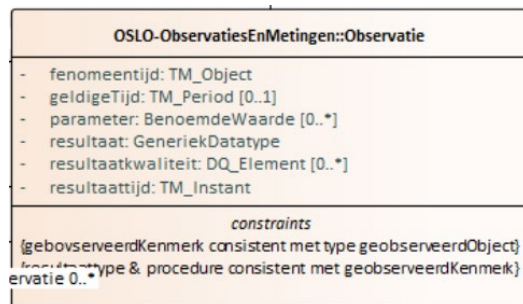 OSLO-ObservatiesEnMetingen::Observatie
- fenomeentijd: TM_Object
- geldigeTijd: TM_Period [0..1]
- parameter: BenoemdeWaarde [0..*]
- resultaat: GeneriekDatatype
- resultaatkwaliteit: DQ_Element [0..*]
- resultaattijd: TM_Instant
constraints
{gebovserveerdKenmerk consistent met type geobserveerdObject}
& procedure consistent met geobserveerdKenmerk}
ervatie 0..*